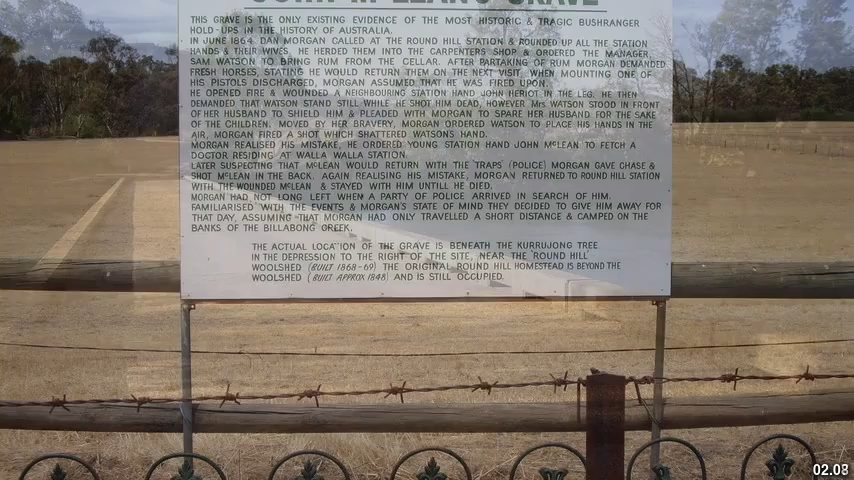 JOHN McLEANS GRAVE
THIS GRAVE IS THE ONLY EXISTING EVIDENCE OF THE MOST HISTORIC & TRAGIC BUSHRANGER
HOLD-UPS IN THE HISTORY OF AUSTRALIA.
IN JUNE 1864, DAN MORGAN CALLED AT THE ROUND HILL STATION & ROUNDED UP ALL THE STATION
HANDS & THEIR WIVES. HE HERDED THEM INTO THE CARPENTERS SHOP & ORDERED THE MANAGER,
SAM WATSON TO BRING RUM FROM THE CELLAR. AFTER PARTAKING OF RUM MORGAN DEMANDED
FRESH HORSES, STATING HE WOULD RETURN THEM ON THE NEXT VISIT. WHEN MOUNTING ONE OF
HIS PISTOLS DISCHARGED, MORGAN ASSUMED THAT HE WAS FIRED UPON.
HE OPENED FIRE & WOUNDED A NEIGHBOURING STATION HAND JOHN HERIOT IN THE LEG. HE THEN
DEMANDED THAT WATSON STAND STILL WHILE HE SHOT HIM DEAD, HOWEVER Mrs WATSON STOOD IN FRONT
OF HER HUSBAND TO SHIELD HIM & PLEADED WITH MORGAN TO SPARE HER HUSBAND FOR THE SAKE
OF THE CHILDREN. MOVED BY HER BRAVERY, MORGAN ORDERED WATSON TO PLACE HIS HANDS IN THE
AIR, MORGAN FIRED A SHOT WHICH SHATTERED WATSONS HAND.
MORGAN REALISED HIS MISTAKE, HE ORDERED YOUNG STATION HAND JOHN McLEAN TO FETCH A
DOCTOR RESIDING AT WALLA WALLA STATION.
LATER SUSPECTING THAT McLEAN WOULD RETURN WITH THE TRAPS (POLICE) MORGAN GAVE CHASE &
SHOT McLEAN IN THE BACK. AGAIN REALISING HIS MISTAKE, MORGAN RETURNED TO ROUND HILL STATION
WITH THE WOUNDED McLEAN & STAYED WITH HIM UNTILL HE DIED.
MORGAN HAD NOT LONG LEFT WHEN A PARTY OF POLICE ARRIVED IN SEARCH OF HIM.
FAMILIARISED WITH THE EVENTS & MORGAN'S STATE OF MIND THEY DECIDED TO GIVE HIM AWAY FOR
THAT DAY, ASSUMING THAT MORGAN HAD ONLY TRAVELLED A SHORT DISTANCE & CAMPED ON THE
BANKS OF THE BILLABONG CREEK.
THE ACTUAL LOCATION OF THE GRAVE IS BENEATH THE KURRUJONG TREE
IN THE DEPRESSION TO THE RIGHT OF THE SITE, NEAR THE 'ROUND HILL'
WOOLSHED (BUILT 1868-69) THE ORIGINAL ROUND HILL HOMESTEAD IS BEYOND THE
WOOLSHED (BUILT APPROX 1848) AND IS STILL OCCUPIED.
02.08